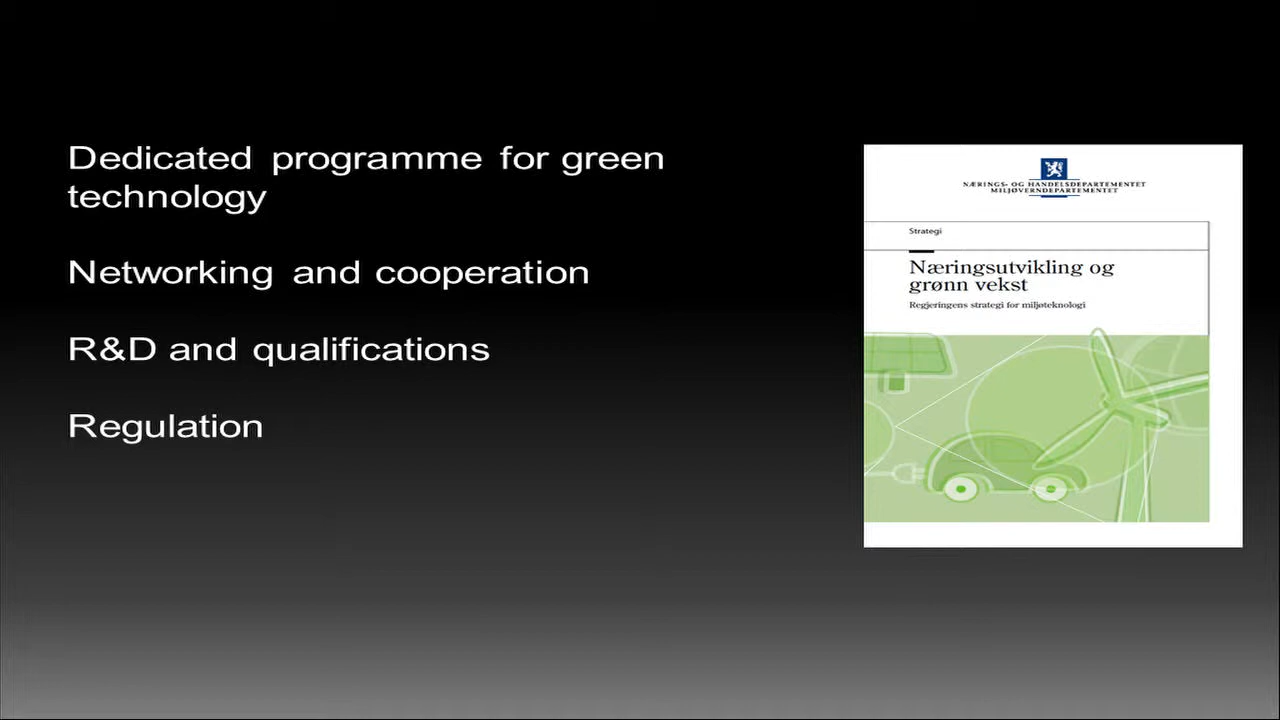 Dedicated programme for green
technology
Networking and cooperation
R&D and qualifications
Regulation
NÆRINGS- OG HANDELSDEPARTEMENTET
MILJØVERNDEPARTEMENTET
Strategi
Næringsutvikling og
grønn vekst
Regjeringens strategi for miljøteknologi